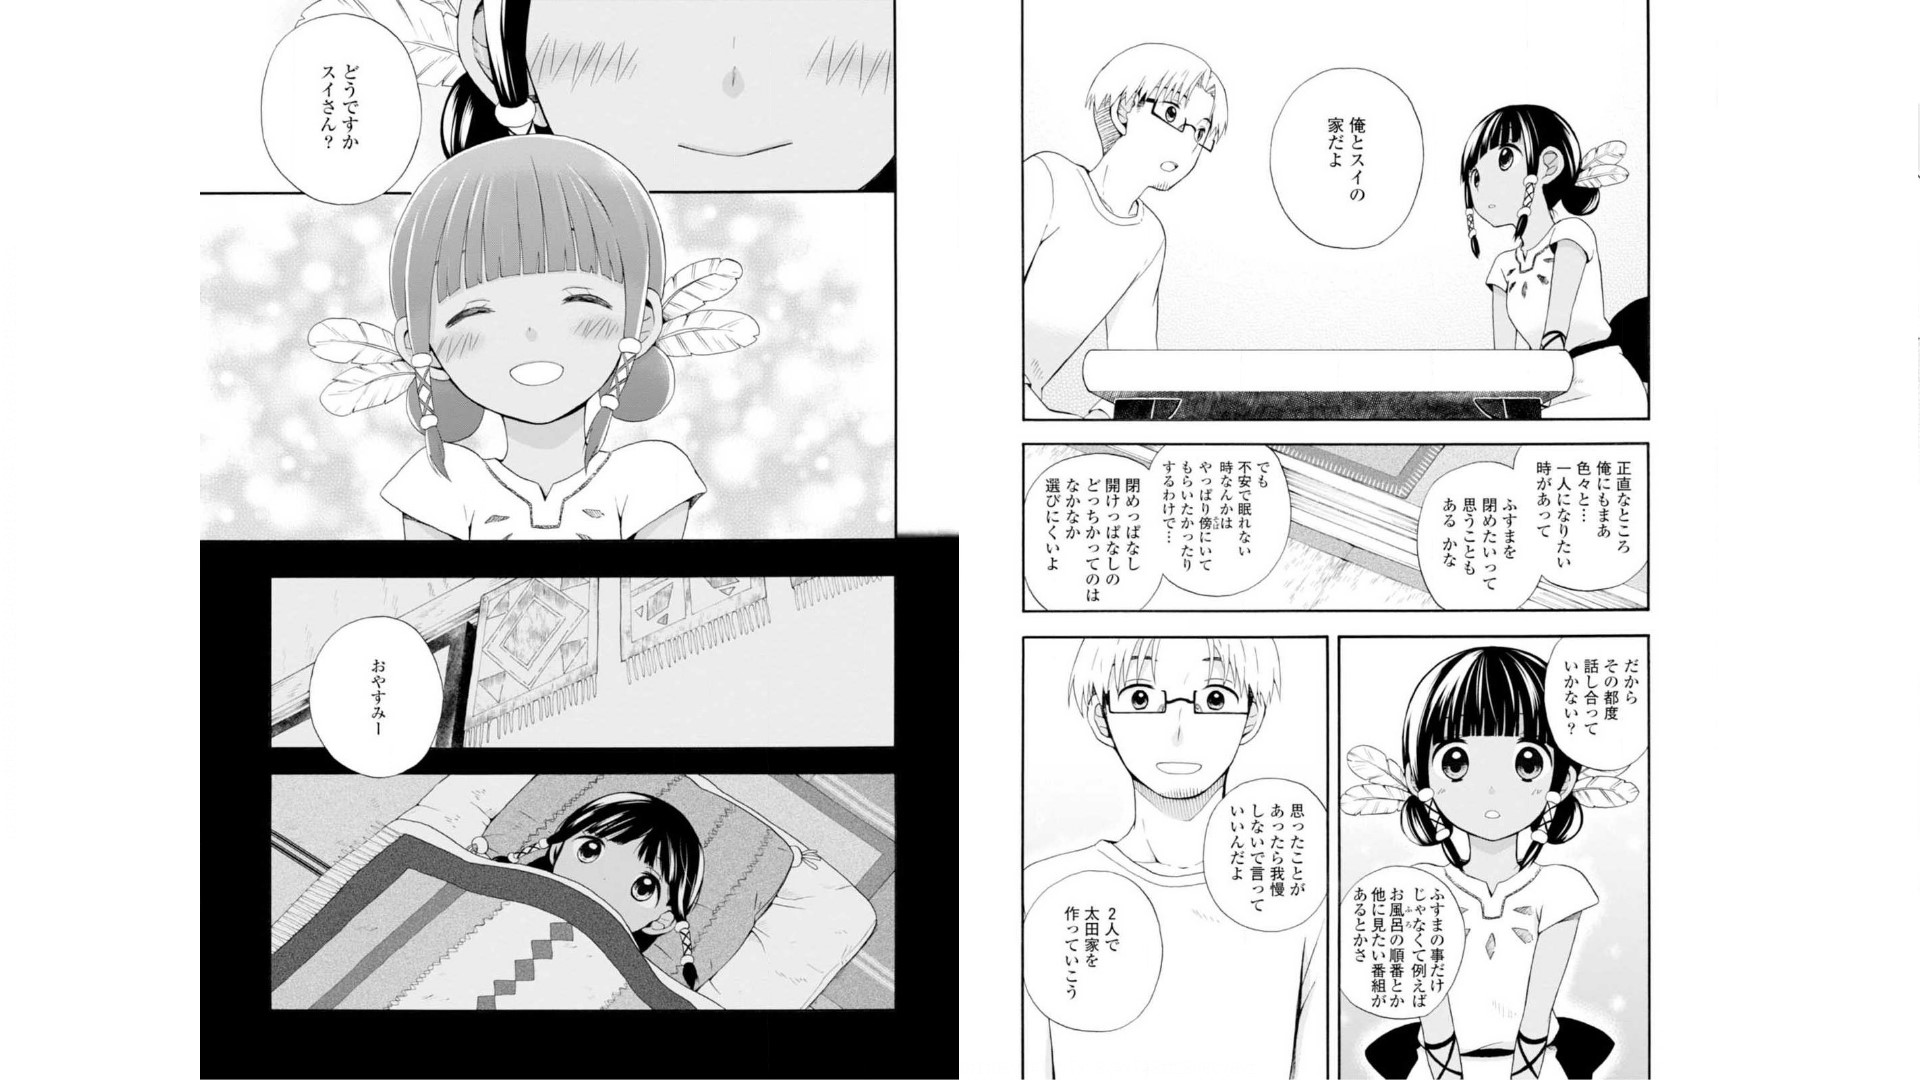 俺とスイの
家だよ
正直なところ
俺にもまあ
色々と…
一人になりたい
時があって
ふすまを
閉めたいって
思うことも
ある かな
でも
不安で眠れない
時なんかは
やっぱり傍にいて
そば
もらいたかったり
するわけで…
閉めっぱなし
開けっぱなしの
どっちかってのは
なかなか
選びにくいよ
だから
その都度
話し合って
いかない?
ふすまの事だけ
じゃなくて例えば
お風呂の順番とか
ふろ
他に見たい番組が
あるとかさ
思ったことが
あったら我慢
しないで言って
いいんだよ
2人で
太田家を
作っていこう
どうですか
スイさん?
おやすみー